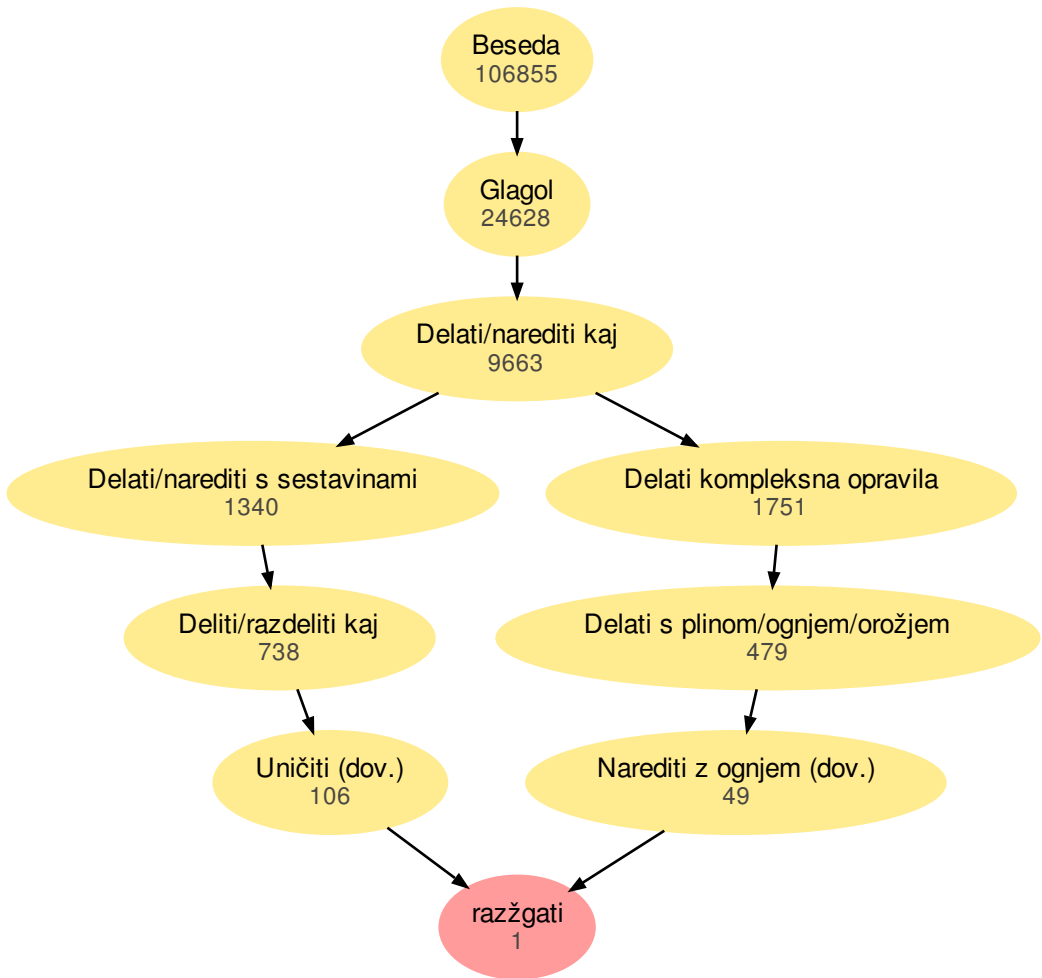 Beseda
106855
Glagol
24628
Delati/narediti kaj
9663
Delati/narediti s sestavinami
1340
Delati kompleksna opravila
1751
Deliti/razdeliti kaj
738
Delati s plinom/ognjem/orožjem
479
Uničiti (dov.)
106
Narediti z ognjem (dov.)
49
razžgati
1